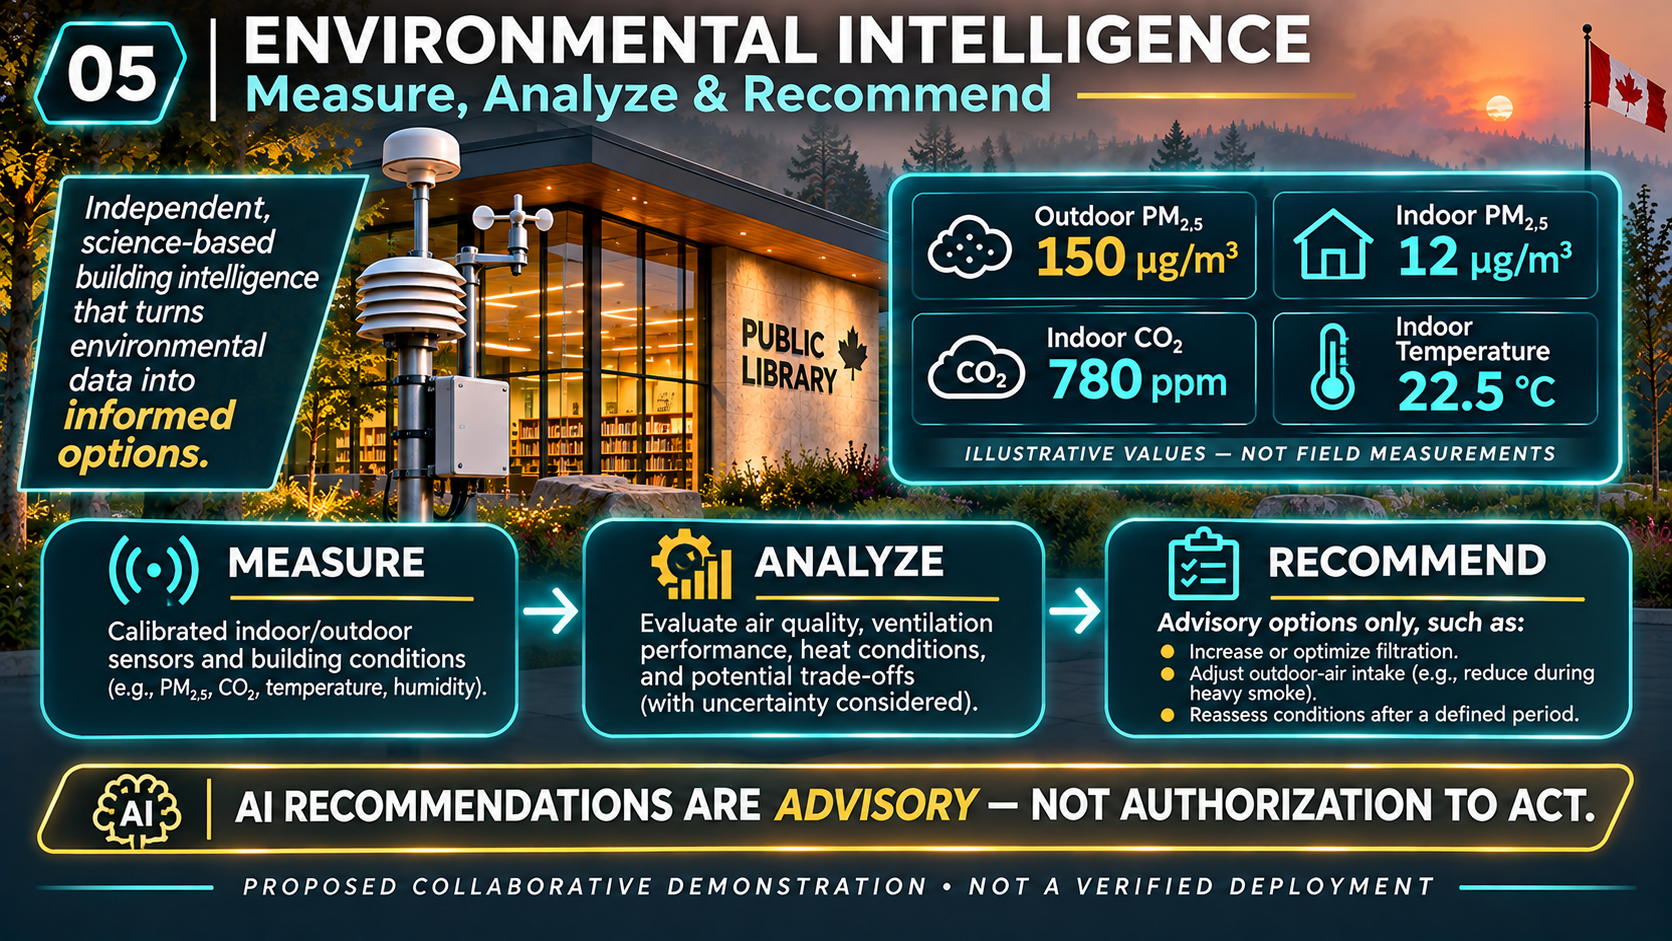 05
ENVIRONMENTAL INTELLIGENCE
Measure, Analyze & Recommend
Independent,
science-based
building intelligence
that turns
environmental
data into
informed
options.
PUBLIC
LIBRARY
Outdoor PM2,5
150 µg/m³
Indoor PM2,5
12 µg/m³
CO2
Indoor CO2
780 ppm
Indoor
Temperature
22.5 °C
ILLUSTRATIVE VALUES — NOT FIELD MEASUREMENTS
MEASURE
Calibrated indoor/outdoor
sensors and building conditions
(e.g., PM2,5, CO2, temperature, humidity).
ANALYZE
Evaluate air quality, ventilation
performance, heat conditions,
and potential trade-offs
(with uncertainty considered).
RECOMMEND
Advisory options only, such as:
● Increase or optimize filtration.
● Adjust outdoor-air intake (e.g., reduce during
heavy smoke).
● Reassess conditions after a defined period.
AI
AI RECOMMENDATIONS ARE ADVISORY — NOT AUTHORIZATION TO ACT.
PROPOSED COLLABORATIVE DEMONSTRATION • NOT A VERIFIED DEPLOYMENT